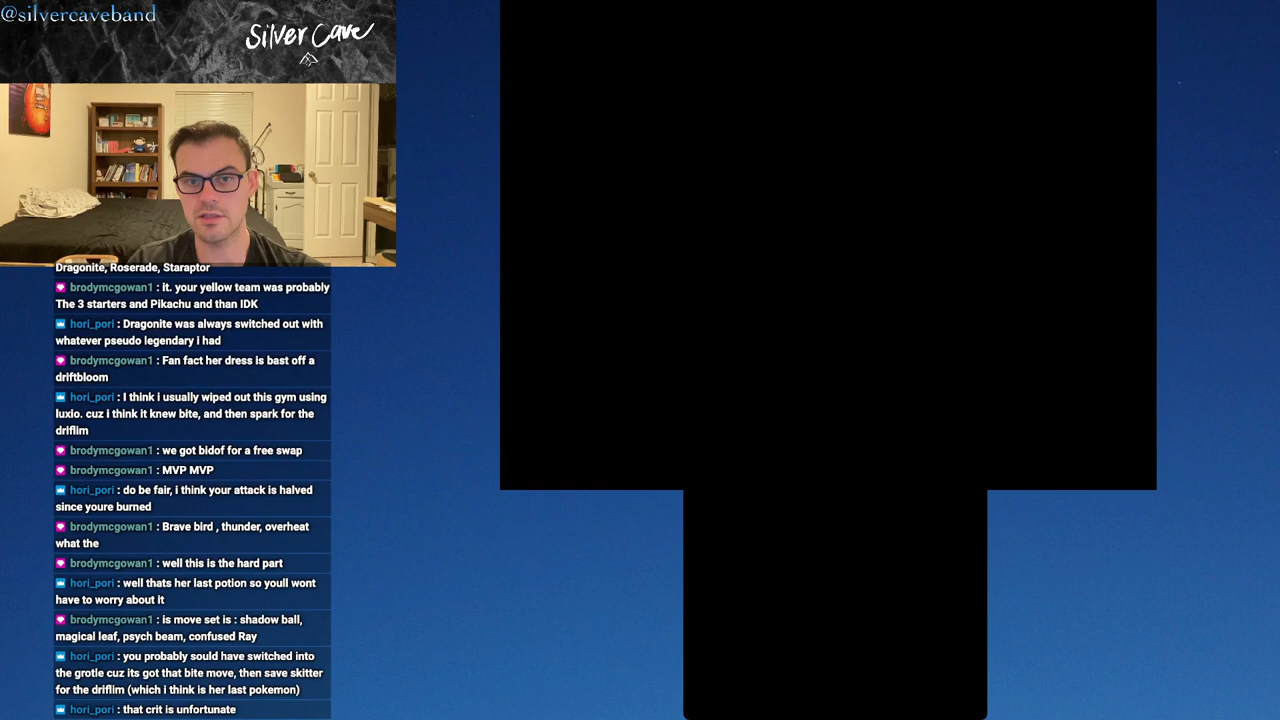 @silvercaveband
Silver Cave
Dragonite, Roserade, Staraptor
brodymcgowan1 : it. your yellow team was probably
The 3 starters and Pikachu and than IDK
hori_pori : Dragonite was always switched out with
whatever pseudo legendary i had
brodymcgowan1 : Fan fact her dress is bast off a
driftbloom
hori_pori : I think i usually wiped out this gym using
luxio. cuz i think it knew bite, and then spark for the
driflim
brodymcgowan1 : we got bidof for a free swap
brodymcgowan1 : MVP MVP
hori_pori : do be fair, i think your attack is halved
since youre burned
brodymcgowan1 : Brave bird , thunder, overheat
what the
brodymcgowan1 : well this is the hard part
hori_pori : well thats her last potion so youll wont
have to worry about it
brodymcgowan1 : is move set is : shadow ball,
magical leaf, psych beam, confused Ray
hori_pori : you probably sould have switched into
the grotle cuz its got that bite move, then save skitter
for the driflim (which i think is her last pokemon)
hori_pori : that crit is unfortunate